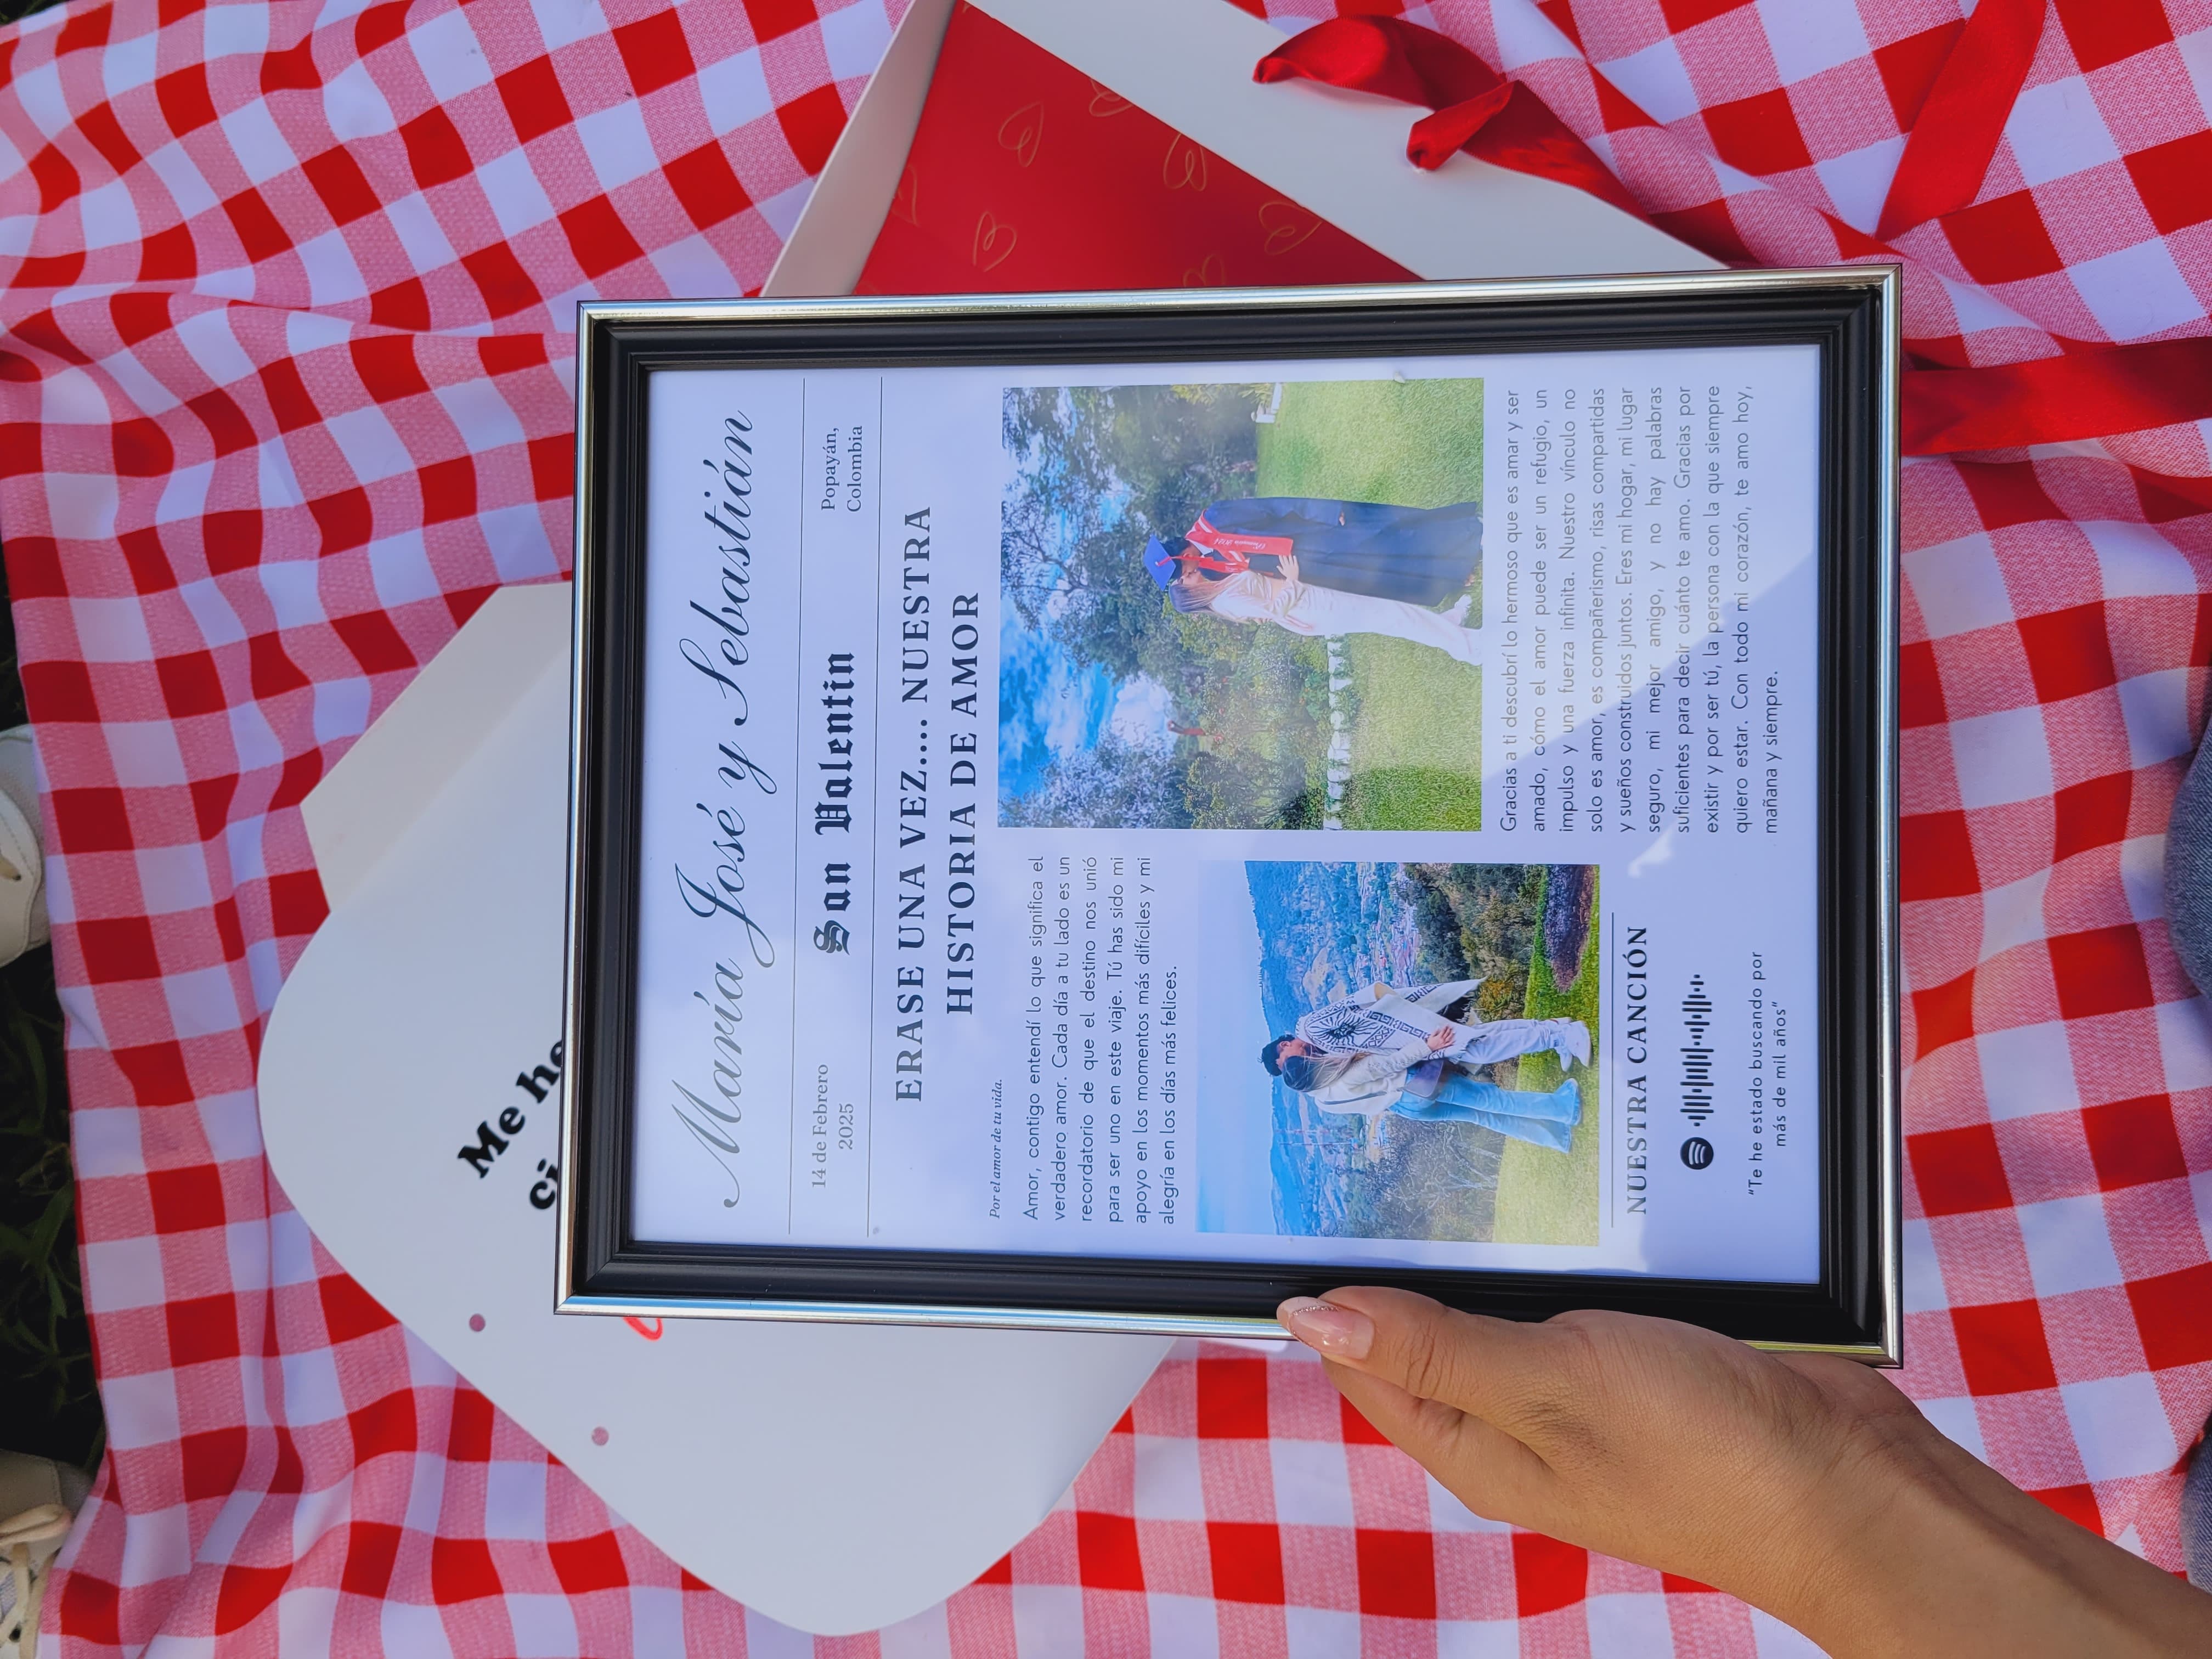 Me he
María José y Sebastián
14 de Febrero
2025
San Valentin
Popayán,
Colombia
ERASE UNA VEZ.... NUESTRA
HISTORIA DE AMOR
Por el amor de tu vida.
Amor, contigo entendí lo que significa el
verdadero amor. Cada día a tu lado es un
recordatorio de que el destino nos unió
para ser uno en este viaje. Tú has sido mi
apoyo en los momentos más difíciles y mi
alegría en los días más felices.
NUESTRA CANCIÓN
“Te he estado buscando por
más de mil años”
Gracias a ti descubrí lo hermoso que es amar y ser
amado, cómo el amor puede ser un refugio, un
impulso y una fuerza infinita. Nuestro vínculo no
solo es amor, es compañerismo, risas compartidas
y sueños construidos juntos. Eres mi hogar, mi lugar
seguro, mi mejor amigo, y no hay palabras
suficientes para decir cuánto te amo. Gracias por
existir y por ser tú, la persona con la que siempre
quiero estar. Con todo mi corazón, te amo hoy,
mañana y siempre.